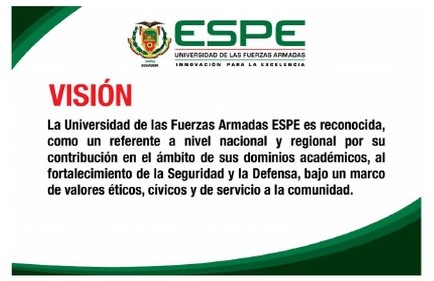 ESPE
UNIVERSIDAD DE LAS FUERZAS ARMADAS
INNOVACIÓN PARA LA EXCELENCIA
ECUADOR
VISIÓN
La Universidad de las Fuerzas Armadas ESPE es reconocida,
como un referente a nivel nacional y regional por su
contribución en el ámbito de sus dominios académicos, al
fortalecimiento de la Seguridad y la Defensa, bajo un marco
de valores éticos, cívicos y de servicio a la comunidad.